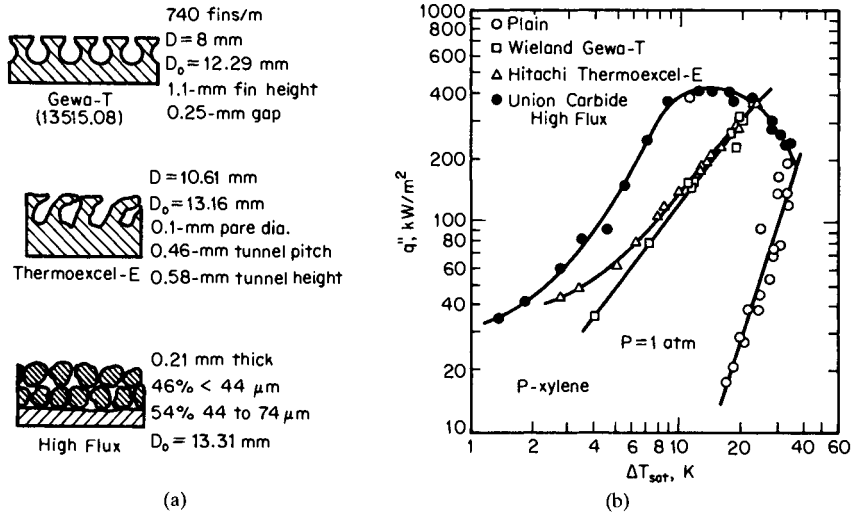 740 fins/m
D=8 mm
D₀=12.29 mm
1.1-mm fin height
0.25-mm gap
Gewa-T
(13515.08)
D=10.61 mm
D₀=13.16 mm
0.1-mm pare dia.
0.46-mm tunnel pitch
0.58-mm tunnel height
Thermoexcel-E
0.21 mm thick
46% < 44 μm
54% 44 to 74 μm
D₀=13.31 mm
High Flux
(a)
1000
800
600
400
200
100
80
60
40
20
10
q", kW/m²
Plain
Wieland Gewa-T
Hitachi Thermoexcel-E
Union Carbide
High Flux
P=1 atm
P-xylene
1 2 4 6 8 10 20 40 60
ΔTsat, K
(b)